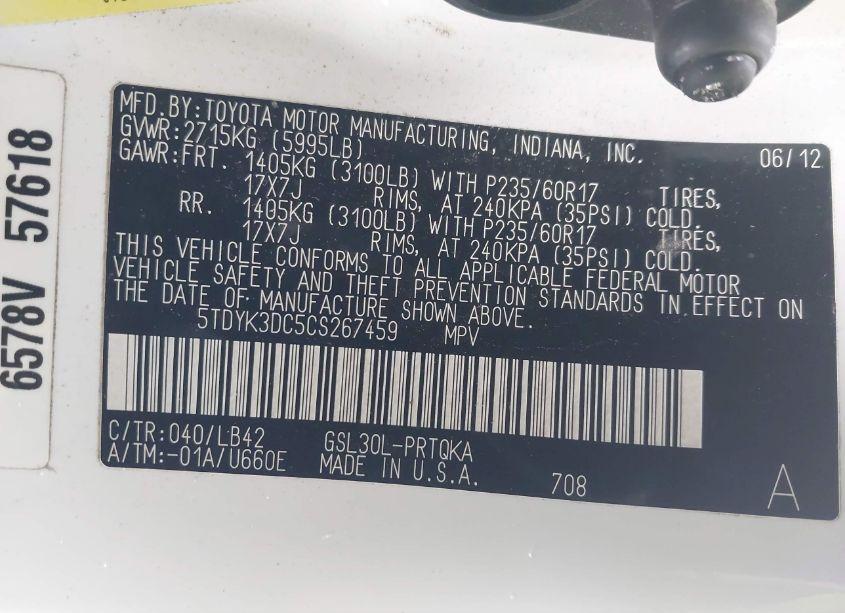 MFD.BY:TOYOTA MOTOR MANUFACTURING, INDIANA, INC. 06/12
GVWR:2715KG (5995LB)
GAWR:FRT. 1405KG (3100LB) WITH P235/60R17 TIRES,
17X7J RIMS, AT 240KPA (35PSI) COLD.
RR. 1405KG (3100LB) WITH P235/60R17 TIRES,
17X7J RIMS, AT 240KPA (35PSI) COLD.
THIS VEHICLE CONFORMS TO ALL APPLICABLE FEDERAL MOTOR
VEHICLE SAFETY AND THEFT PREVENTION STANDARDS IN EFFECT ON
THE DATE OF MANUFACTURE SHOWN ABOVE.
5TDYK3DC5CS267459 MPV
C/TR:040/LB42 GSL30L-PRTQKA
A/TM:-01A/U660E MADE IN U.S.A. 708 A
6578V 57618